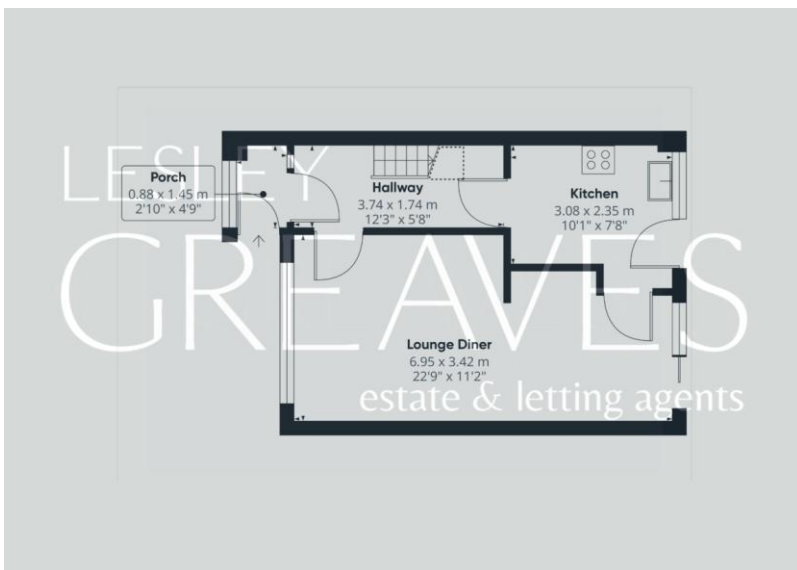 LESLEY
GREAVES
estate & letting agents
Porch
0.88 x 1.45 m
2'10" x 4'9"
Hallway
3.74 x 1.74 m
12'3" x 5'8"
Kitchen
3.08 x 2.35 m
10'1" x 7'8"
Lounge Diner
6.95 x 3.42 m
22'9" x 11'2"